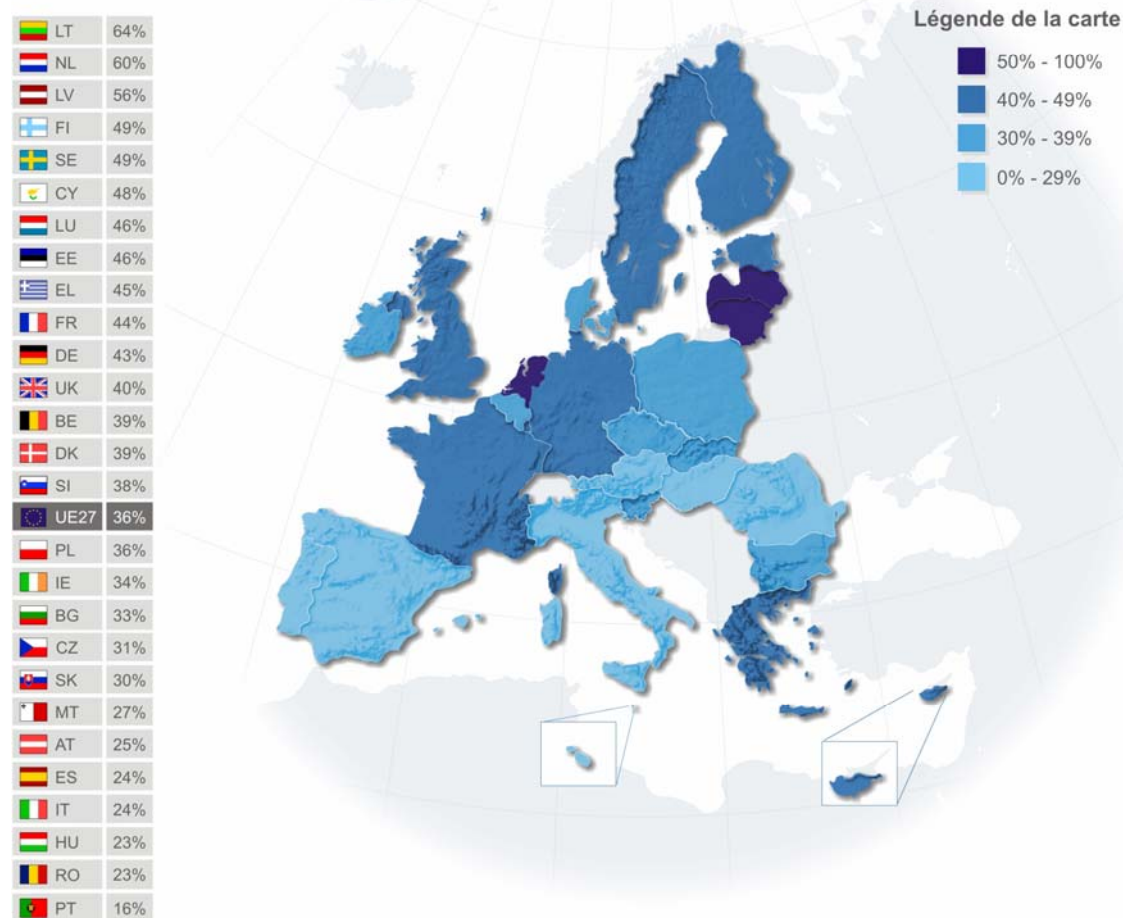 LT 64%
NL 60%
LV 56%
FI 49%
SE 49%
CY 48%
LU 46%
EE 46%
EL 45%
FR 44%
DE 43%
UK 40%
BE 39%
DK 39%
SI 38%
UE27 36%
PL 36%
IE 34%
BG 33%
CZ 31%
SK 30%
MT 27%
AT 25%
ES 24%
IT 24%
HU 23%
RO 23%
PT 16%
Légende de la carte
50% - 100%
40% - 49%
30% - 39%
0% - 29%